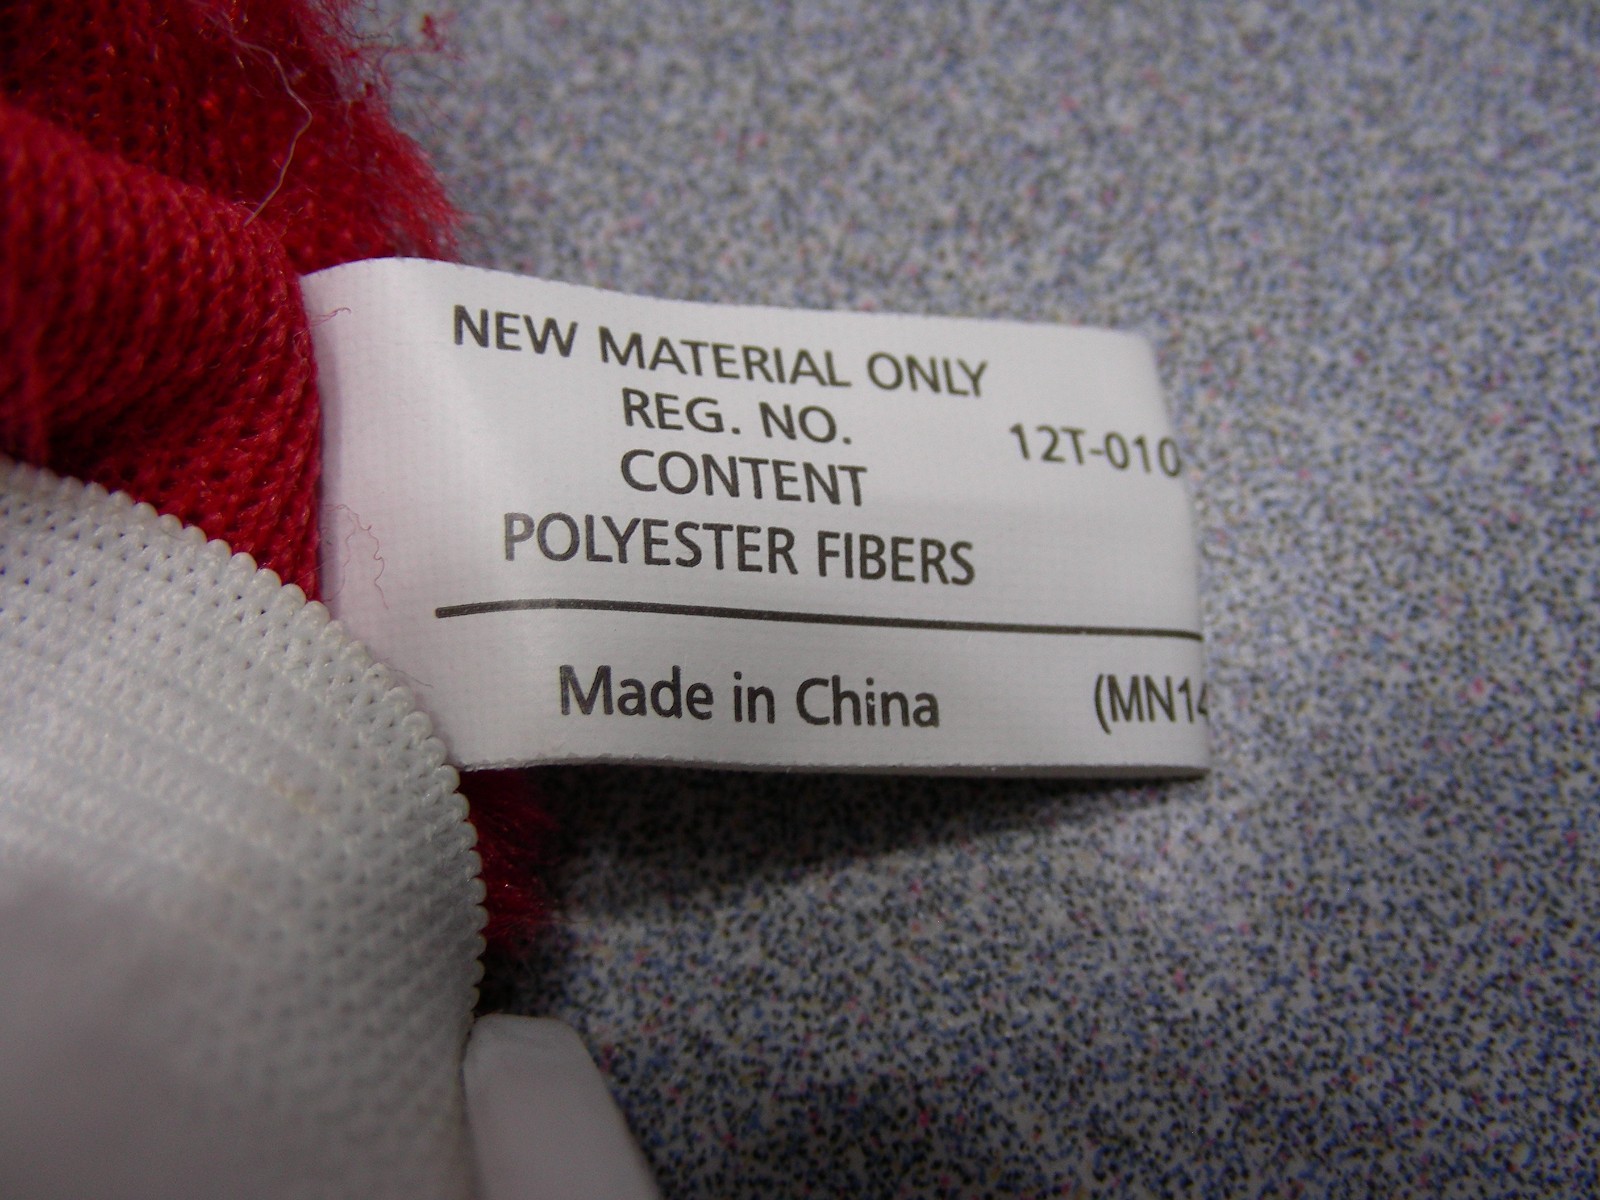 NEW MATERIAL ONLY
REG. NO.
12T-010
CONTENT
POLYESTER FIBERS
Made in China (MN14